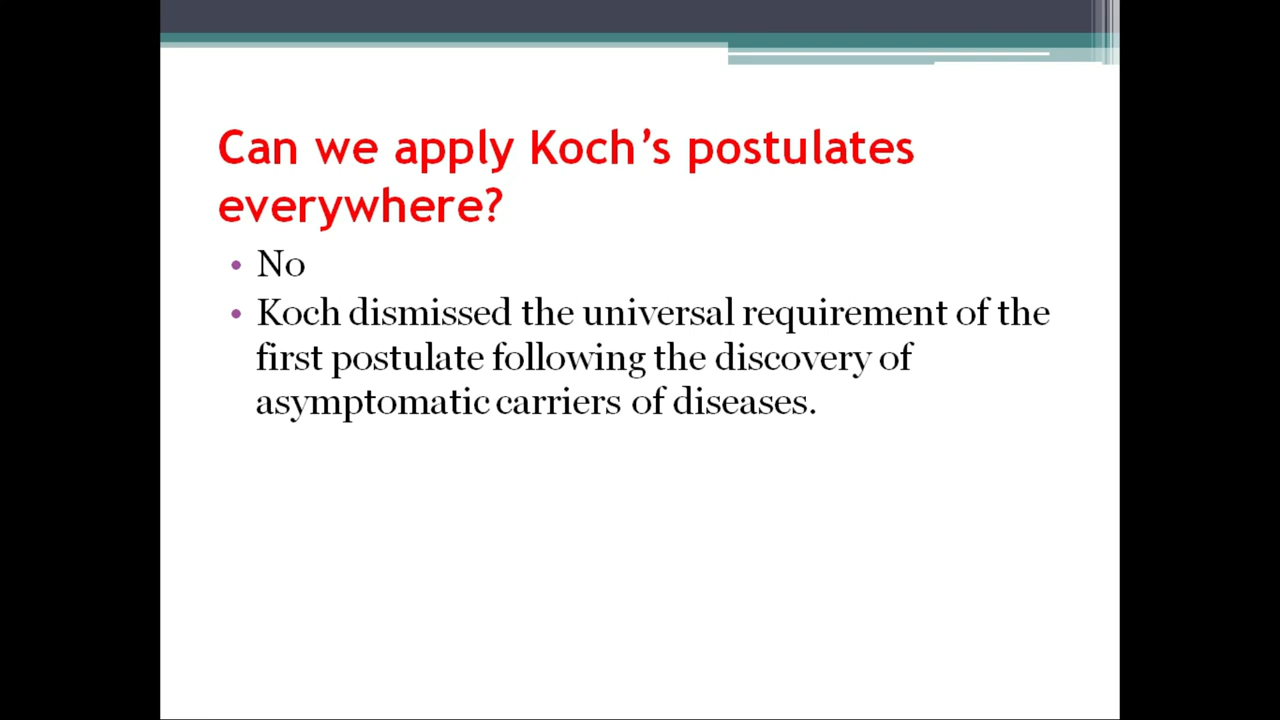 Can we apply Koch’s postulates
everywhere?
• No
• Koch dismissed the universal requirement of the
first postulate following the discovery of
asymptomatic carriers of diseases.